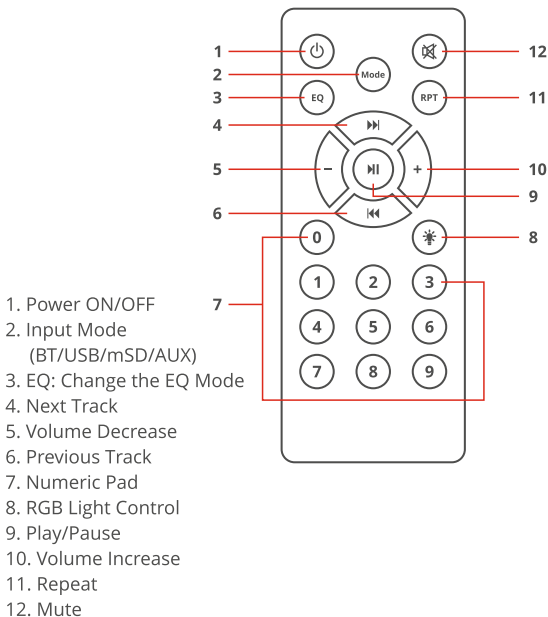 1
12
2
Mode
3
EQ
RPT
11
4
5
−
+
10
9
6
0
8
1
2
3
7
4
5
6
7
8
9
1. Power ON/OFF
2. Input Mode
(BT/USB/mSD/AUX)
3. EQ: Change the EQ Mode
4. Next Track
5. Volume Decrease
6. Previous Track
7. Numeric Pad
8. RGB Light Control
9. Play/Pause
10. Volume Increase
11. Repeat
12. Mute